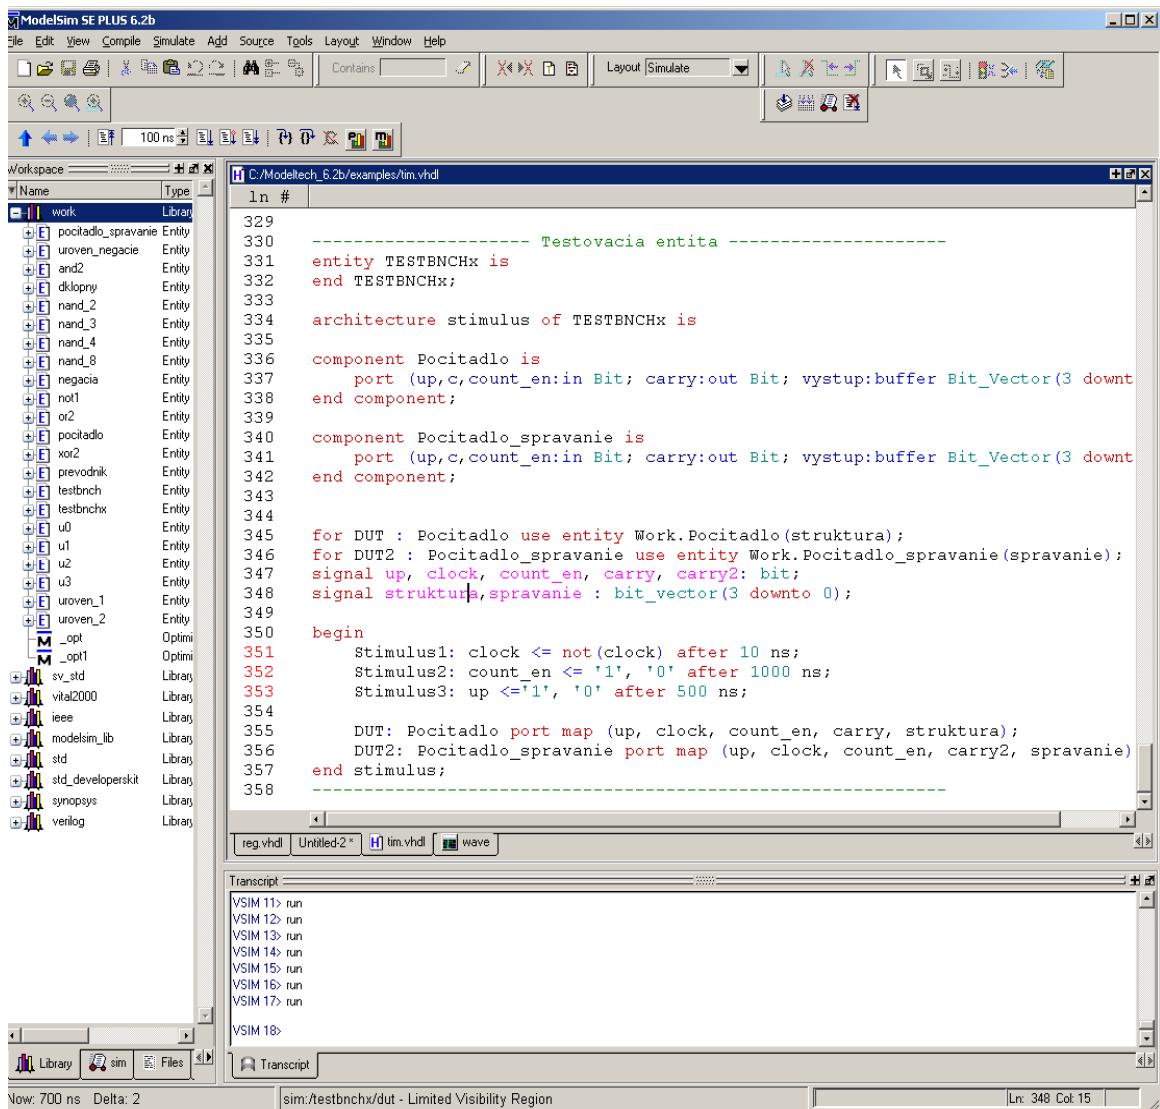 ModelSim SE PLUS 6.2b
File Edit View Compile Simulate Add Source Tools Layout Window Help
Contains
Layout Simulate
100 ns
Workspace
Name Type
work Library
pocitadlo_spravanie Entity
uroven_negacie Entity
and2 Entity
dklopny Entity
nand_2 Entity
nand_3 Entity
nand_4 Entity
nand_8 Entity
negacia Entity
not1 Entity
or2 Entity
pocitadlo Entity
xor2 Entity
prevodnik Entity
testbnch Entity
testbnchx Entity
u0 Entity
u1 Entity
u2 Entity
u3 Entity
uroven_1 Entity
uroven_2 Entity
_opt Optimi
_opt1 Optimi
sv_std Library
vital2000 Library
ieee Library
modelsim_lib Library
std Library
std_developerskit Library
synopsys Library
verilog Library
Library sim Files
C:/Modeltech_6.2b/examples/tim.vhdl
ln #
329
330 --------------------- Testovacia entita ---------------------
331 entity TESTBNCHx is
332 end TESTBNCHx;
333
334 architecture stimulus of TESTBNCHx is
335
336 component Pocitadlo is
337 port (up,c,count_en:in Bit; carry:out Bit; vystup:buffer Bit_Vector(3 downt
338 end component;
339
340 component Pocitadlo_spravanie is
341 port (up,c,count_en:in Bit; carry:out Bit; vystup:buffer Bit_Vector(3 downt
342 end component;
343
344
345 for DUT : Pocitadlo use entity Work.Pocitadlo(struktura);
346 for DUT2 : Pocitadlo_spravanie use entity Work.Pocitadlo_spravanie(spravanie);
347 signal up, clock, count_en, carry, carry2: bit;
348 signal struktura,spravanie : bit_vector(3 downto 0);
349
350 begin
351 Stimulus1: clock <= not(clock) after 10 ns;
352 Stimulus2: count_en <= '1', '0' after 1000 ns;
353 Stimulus3: up <='1', '0' after 500 ns;
354
355 DUT: Pocitadlo port map (up, clock, count_en, carry, struktura);
356 DUT2: Pocitadlo_spravanie port map (up, clock, count_en, carry2, spravanie)
357 end stimulus;
358 -------------------------------------------------------------
reg.vhdl Untitled-2 * tim.vhdl wave
Transcript
VSIM 11> run
VSIM 12> run
VSIM 13> run
VSIM 14> run
VSIM 15> run
VSIM 16> run
VSIM 17> run
VSIM 18>
Transcript
Now: 700 ns Delta: 2 sim:/testbnchx/dut - Limited Visibility Region Ln: 348 Col: 15